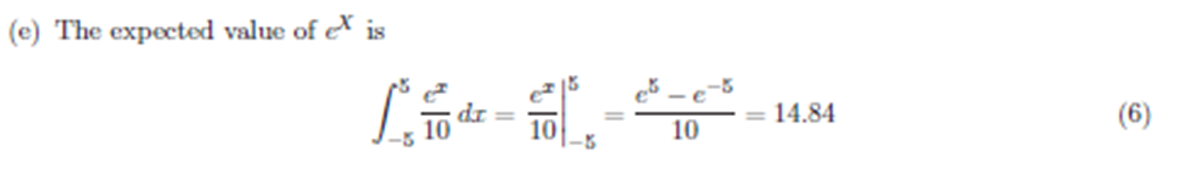 (e) The expected value of e^X is
∫_{-5}^{5} e^x/10 dx = e^x/10 |_{-5}^{5} = (e^5 − e^{-5})/10 = 14.84 (6)